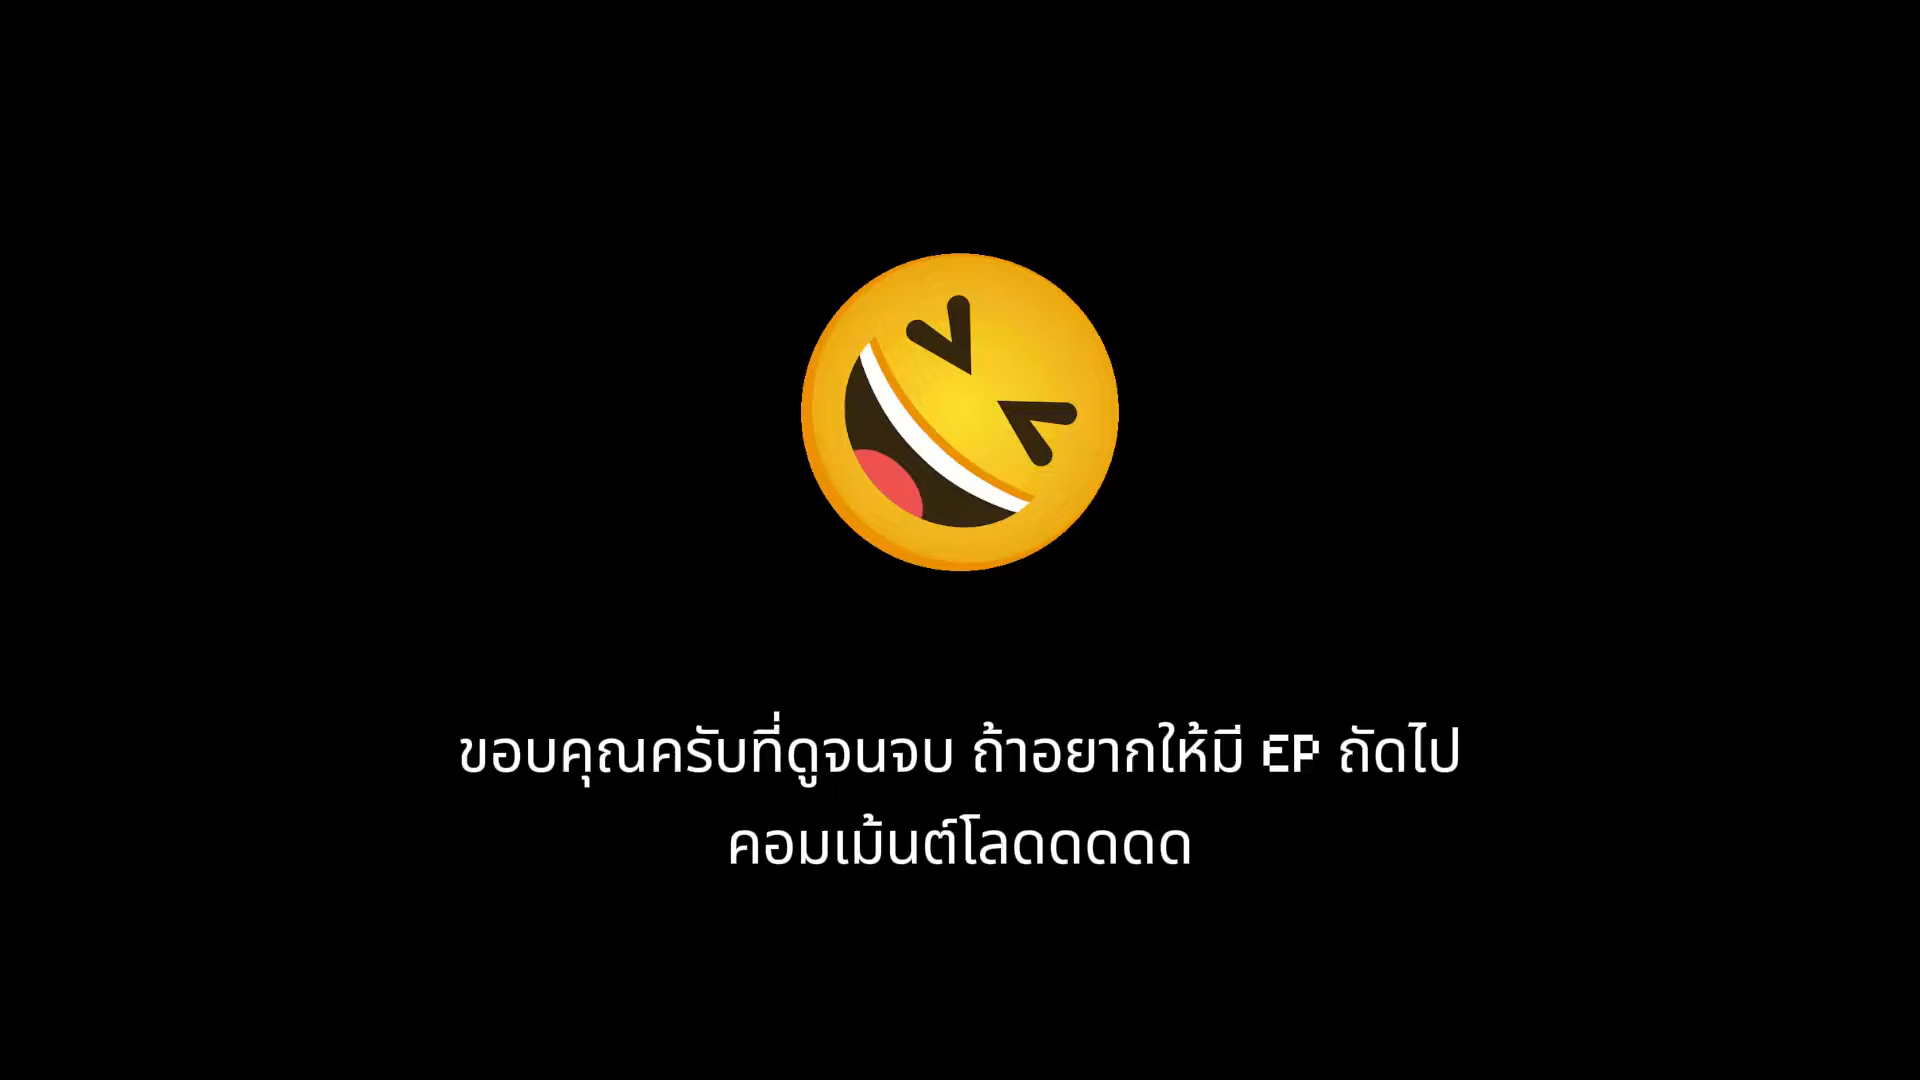 ขอบคุณครับที่ดูจนจบ ถ้าอยากให้มี EP ถัดไป
คอมเม้นต์โลดดดดด